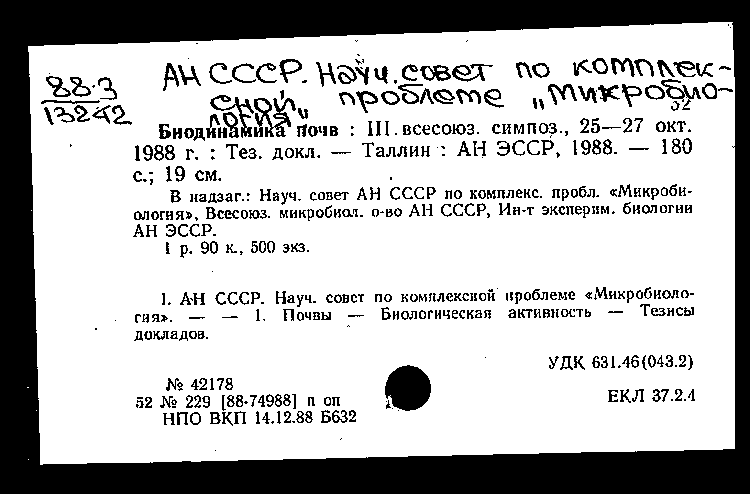 88-3
13242
АН СССР. Науч. совет по комплек-
сной проблеме „Микробио-
логия"
52
Биодинамика почв : III. всесоюз. симпоз., 25—27 окт.
1988 г. : Тез. докл. — Таллин : АН ЭССР, 1988. — 180
с.; 19 см.
В надзаг.: Науч. совет АН СССР по комплекс. пробл. «Микроби-
ология», Всесоюз. микробиол. о-во АН СССР, Ин-т эксперим. биологии
АН ЭССР.
1 р. 90 к., 500 экз.
1. АН СССР. Науч. совет по комплексной проблеме «Микробиоло-
гия». — — 1. Почвы — Биологическая активность — Тезисы
докладов.
УДК 631.46(043.2)
№ 42178
52 № 229 [88-74988] п оп
ЕКЛ 37.2.4
НПО ВКП 14.12.88 Б632